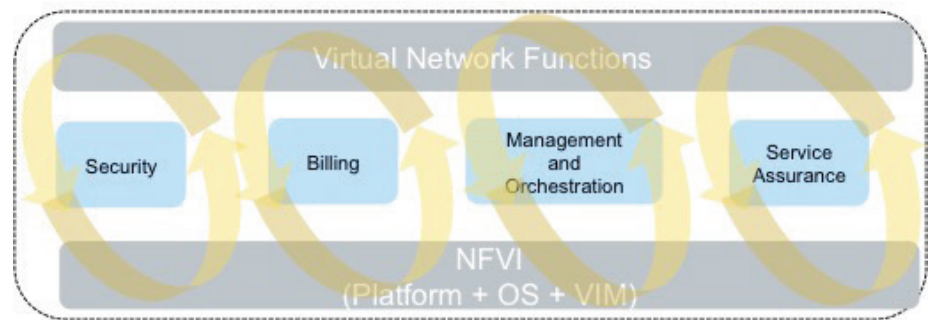 Virtual Network Functions
Security
Billing
Management
and
Orchestration
Service
Assurance
NFVI
(Platform + OS + VIM)